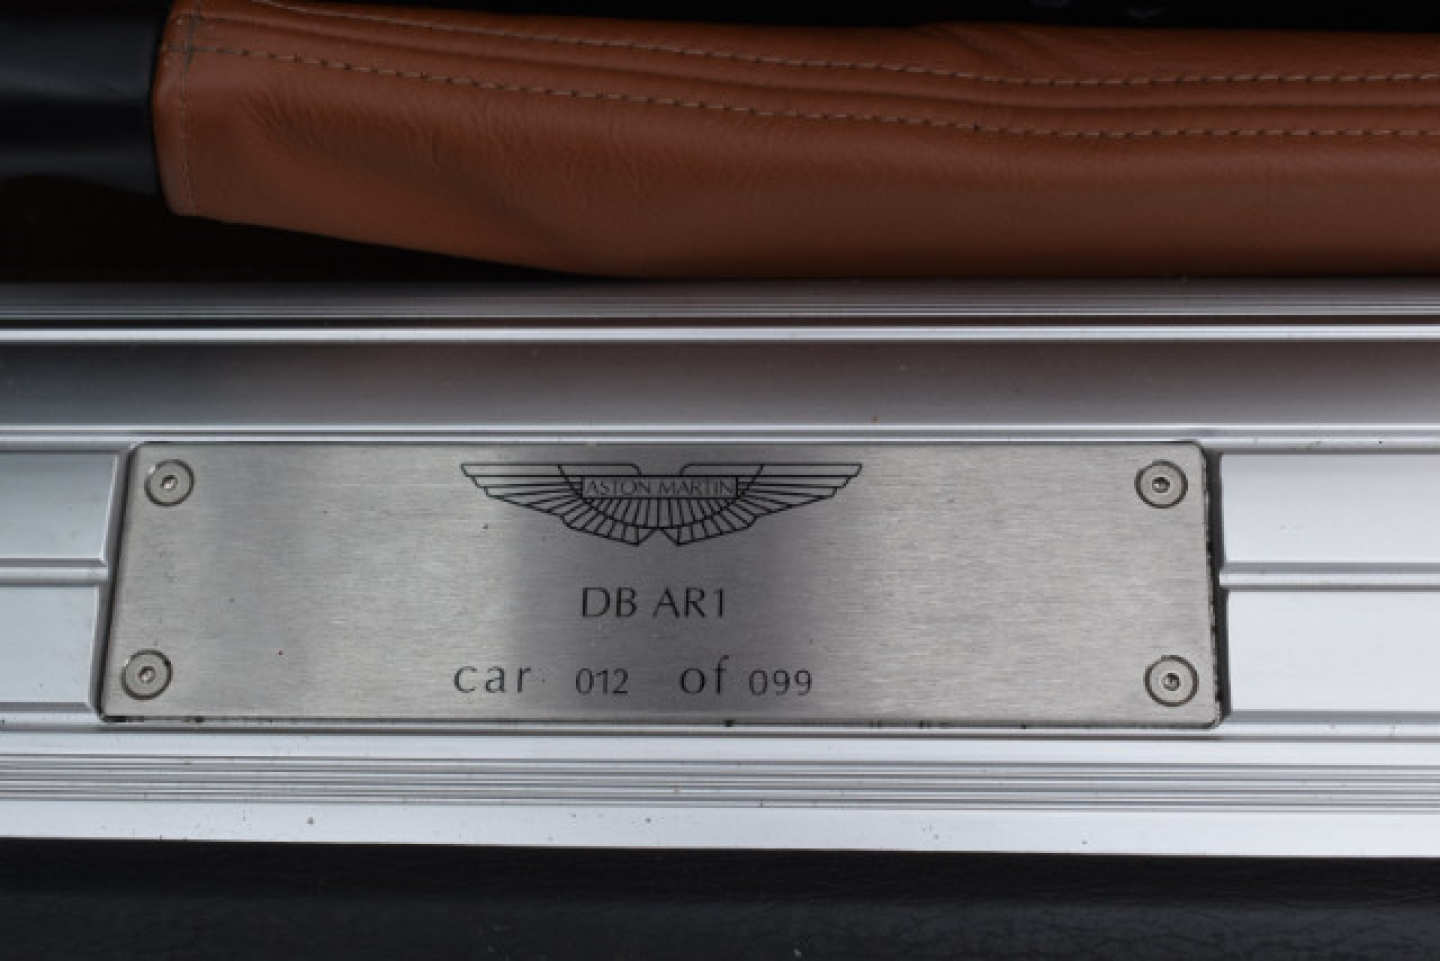 ASTON MARTIN
DB AR1
car 012 of 099